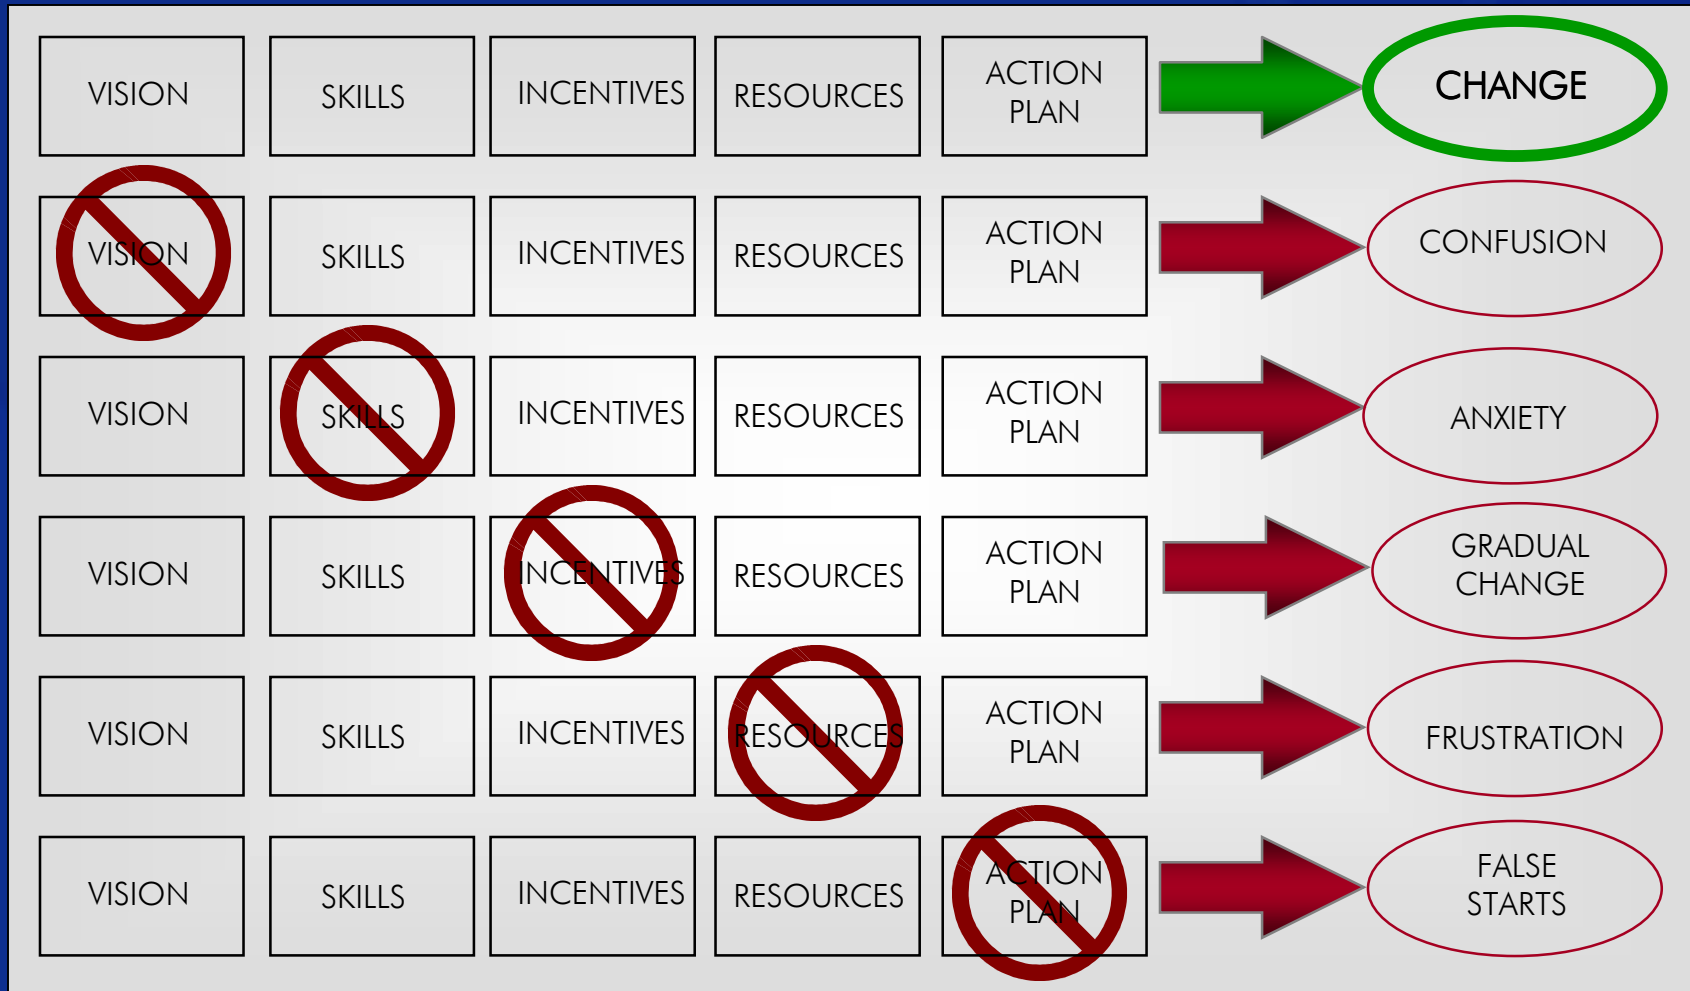 VISION
SKILLS
INCENTIVES
RESOURCES
ACTION
PLAN
CHANGE
VISION
SKILLS
INCENTIVES
RESOURCES
ACTION
PLAN
CONFUSION
VISION
SKILLS
INCENTIVES
RESOURCES
ACTION
PLAN
ANXIETY
VISION
SKILLS
INCENTIVES
RESOURCES
ACTION
PLAN
GRADUAL
CHANGE
VISION
SKILLS
INCENTIVES
RESOURCES
ACTION
PLAN
FRUSTRATION
VISION
SKILLS
INCENTIVES
RESOURCES
ACTION
PLAN
FALSE
STARTS